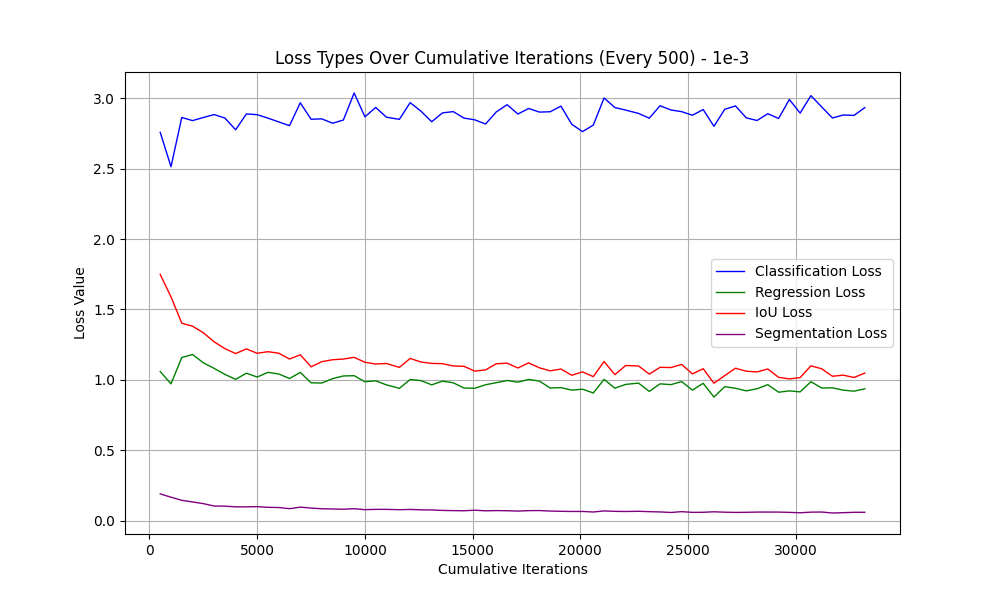 Loss Types Over Cumulative Iterations (Every 500) - 1e-3
3.0
2.5
2.0
1.5
1.0
0.5
0.0
Loss Value
Classification Loss
Regression Loss
IoU Loss
Segmentation Loss
0 5000 10000 15000 20000 25000 30000
Cumulative Iterations